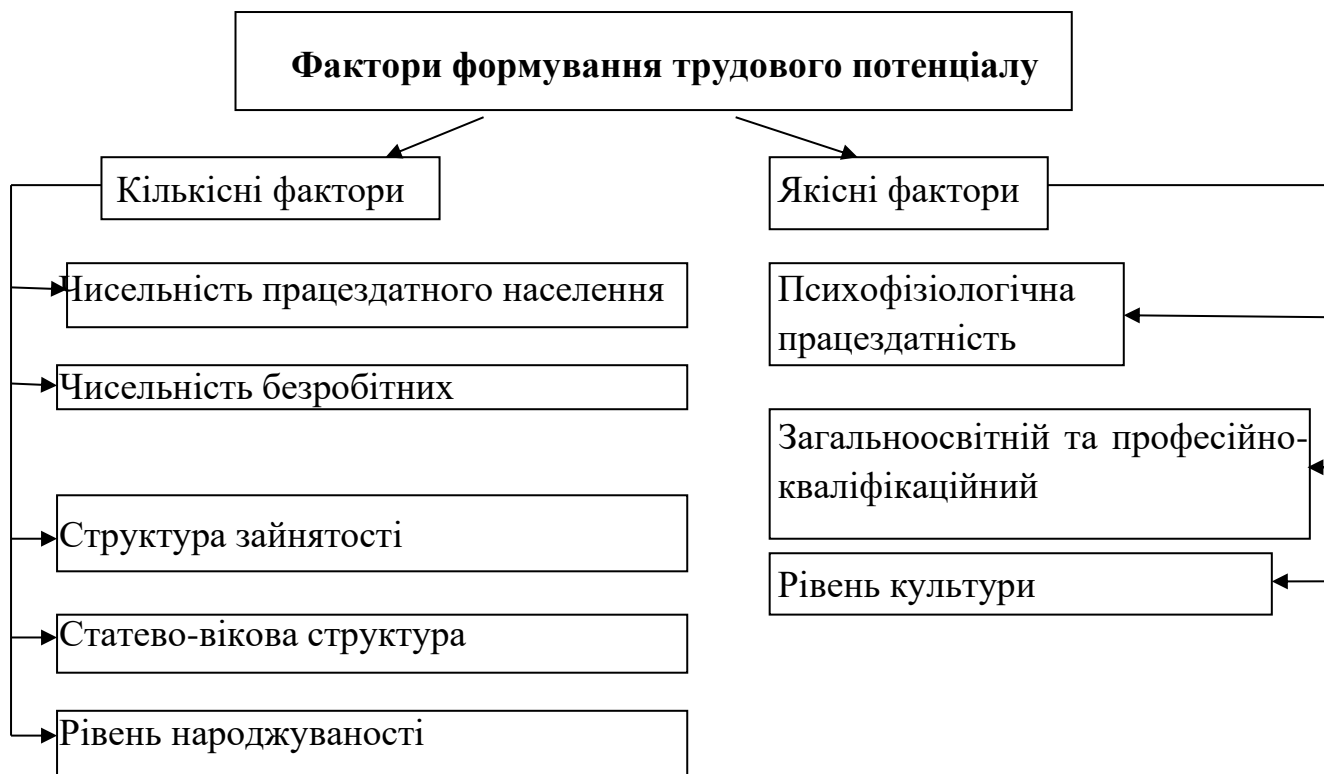 Фактори формування трудового потенціалу
Кількісні фактори
Чисельність працездатного населення
Чисельність безробітних
Структура зайнятості
Статево-вікова структура
Рівень народжуваності
Якісні фактори
Психофізіологічна
працездатність
Загальноосвітній та професійно-
кваліфікаційний
Рівень культури